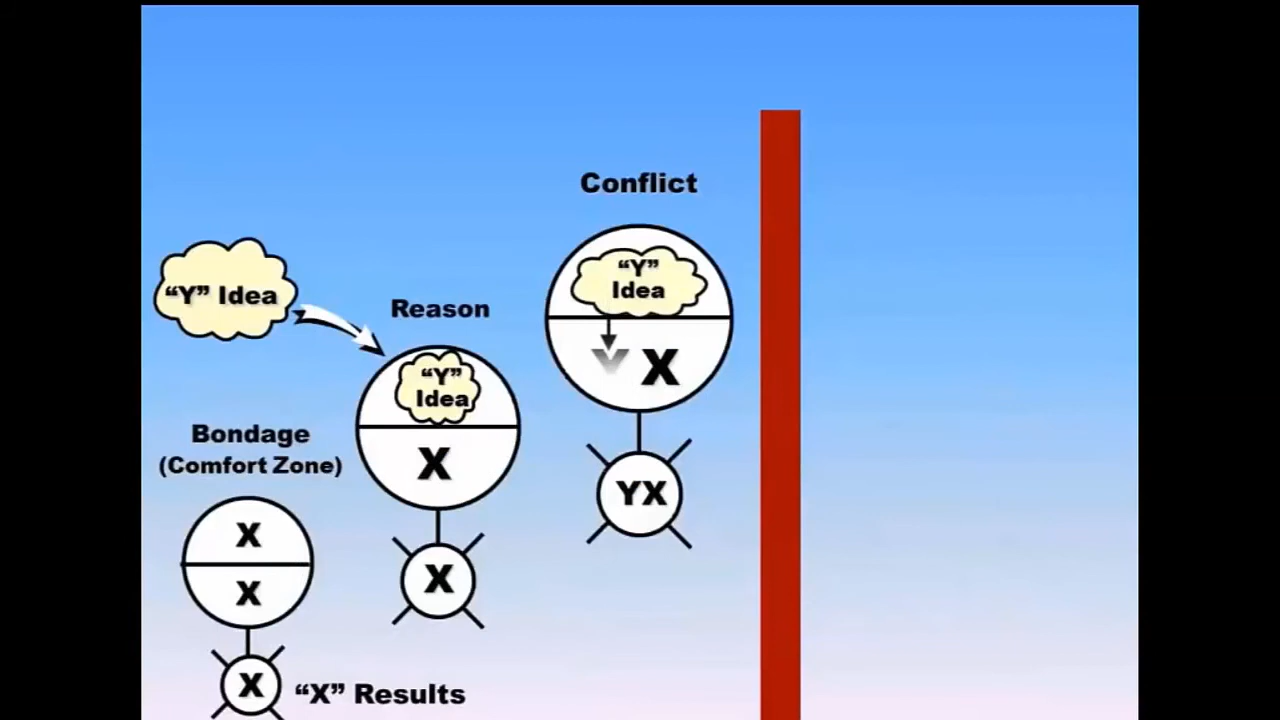 Conflict
“Y”
Idea
Y X
YX
“Y” Idea
Reason
“Y”
Idea
X
X
Bondage
(Comfort Zone)
X
X
X
“X” Results